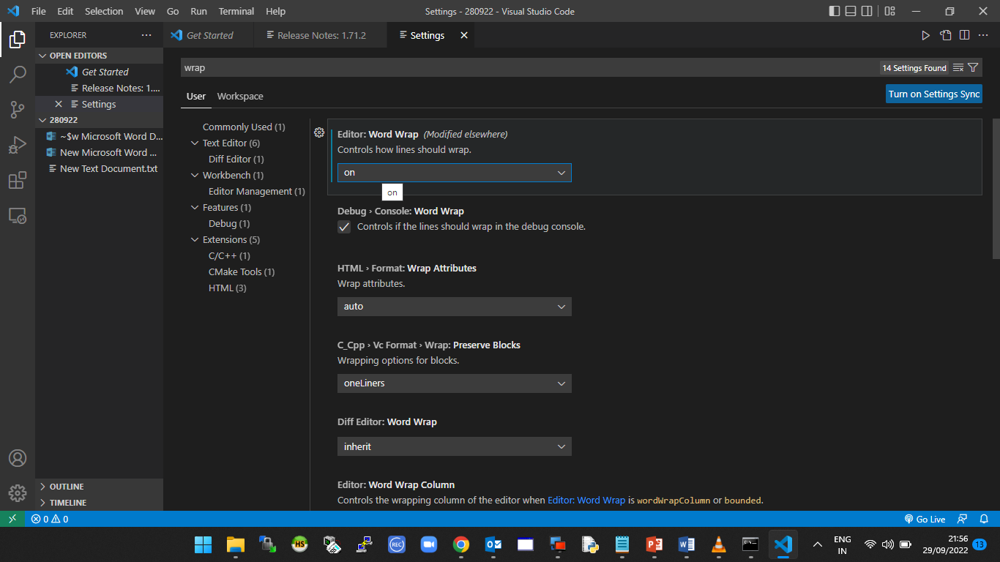 File Edit Selection View Go Run Terminal Help
Settings - 280922 - Visual Studio Code
EXPLORER
Get Started
Release Notes: 1.71.2
Settings
OPEN EDITORS
Get Started
Release Notes: 1....
Settings
280922
~$w Microsoft Word D...
New Microsoft Word ...
New Text Document.txt
OUTLINE
TIMELINE
wrap
14 Settings Found
User Workspace
Turn on Settings Sync
Commonly Used (1)
Text Editor (6)
Diff Editor (1)
Workbench (1)
Editor Management (1)
Features (1)
Debug (1)
Extensions (5)
C/C++ (1)
CMake Tools (1)
HTML (3)
Editor: Word Wrap (Modified elsewhere)
Controls how lines should wrap.
on
on
Debug › Console: Word Wrap
Controls if the lines should wrap in the debug console.
HTML › Format: Wrap Attributes
Wrap attributes.
auto
C_Cpp › Vc Format › Wrap: Preserve Blocks
Wrapping options for blocks.
oneLiners
Diff Editor: Word Wrap
inherit
Editor: Word Wrap Column
Controls the wrapping column of the editor when Editor: Word Wrap is wordWrapColumn or bounded.
0 0
Go Live
HS
REC
ENG
IN
21:56
29/09/2022
13